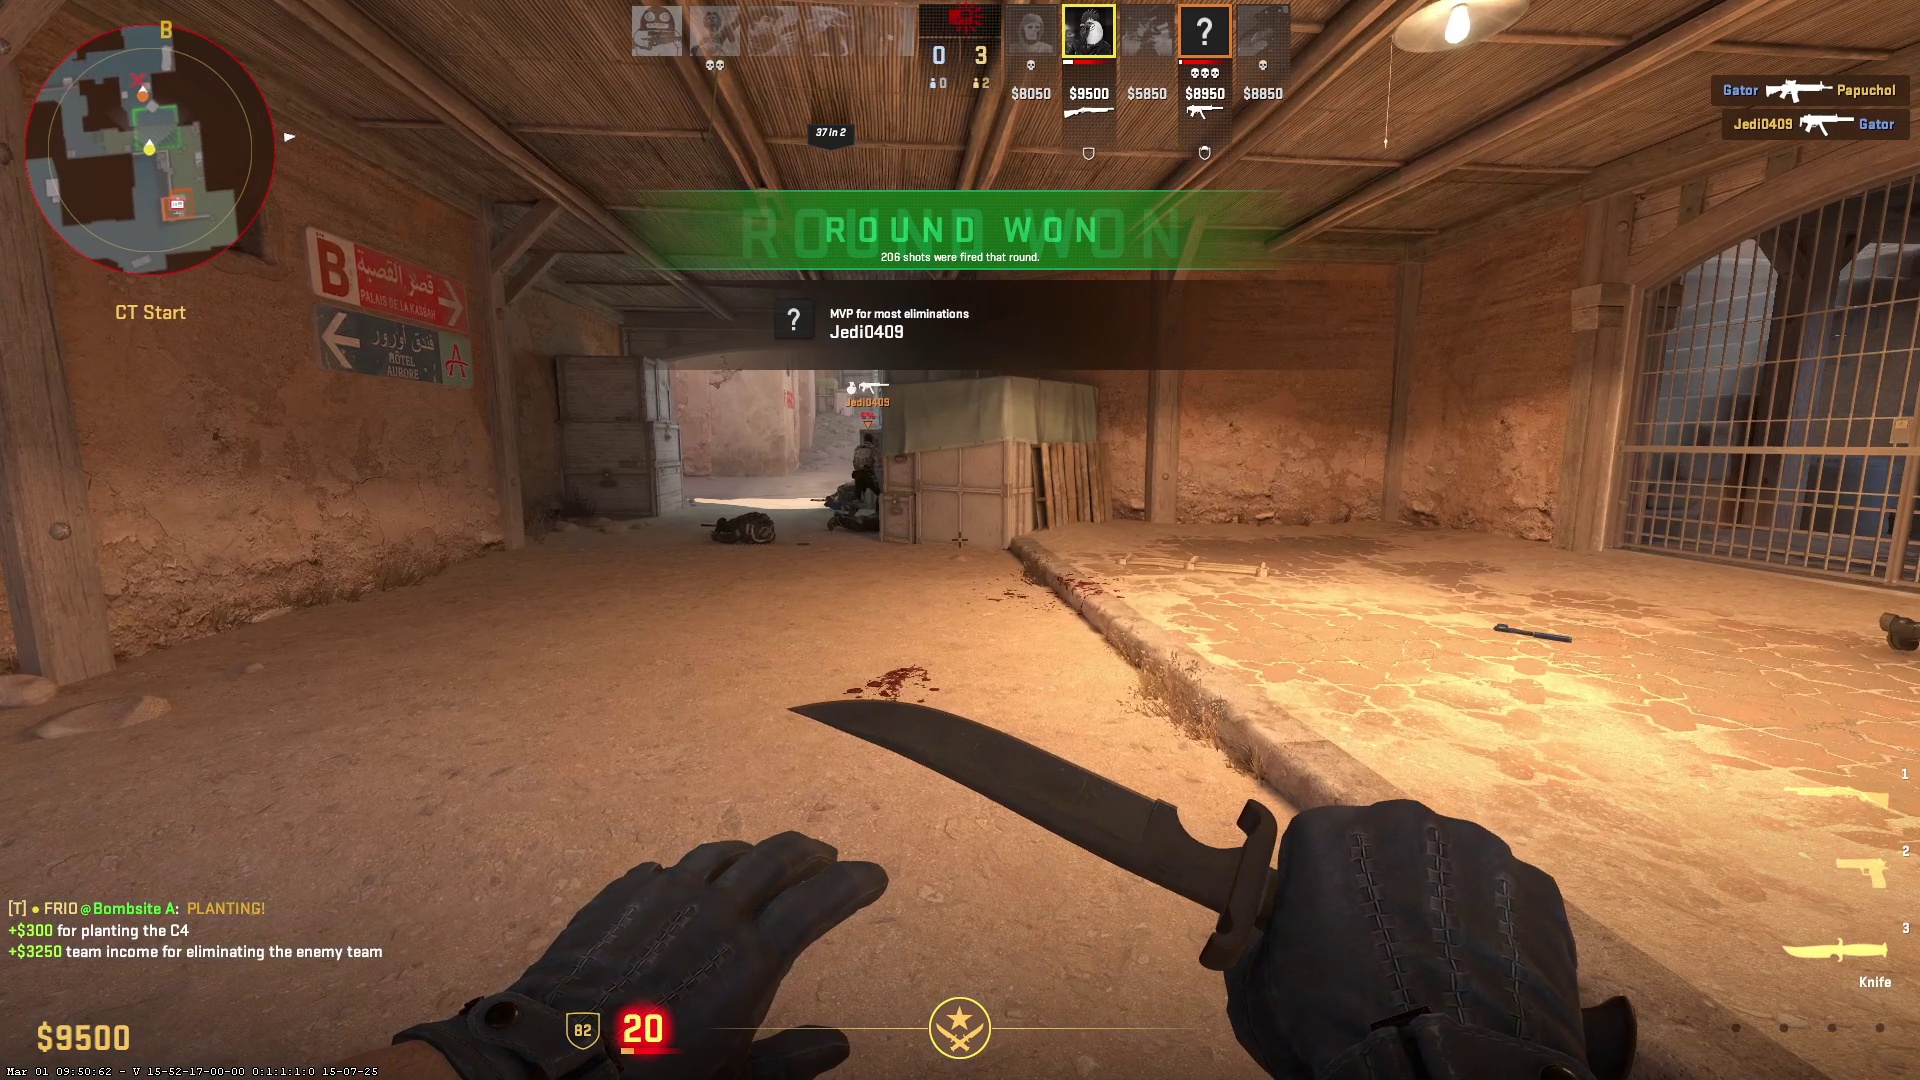 B
0 3
0 2
?
$8050 $9500 $5850 $8950 $8850
37 in 2
Gator Papuchol
Jedi0409 Gator
ROUND WON
206 shots were fired that round.
?
MVP for most eliminations
Jedi0409
CT Start
B
قصر القصبة
PALAIS DE LA KASBAH
فندق أورور
HÔTEL
AURORE
A
Jedi0409
6%
1
2
3
Knife
[T] ● FRIO@Bombsite A: PLANTING!
+$300 for planting the C4
+$3250 team income for eliminating the enemy team
$9500
82 20
Mar 01 09:50:62 - V 15-52-17-00-00 0:1:1:1:0 15-07-25